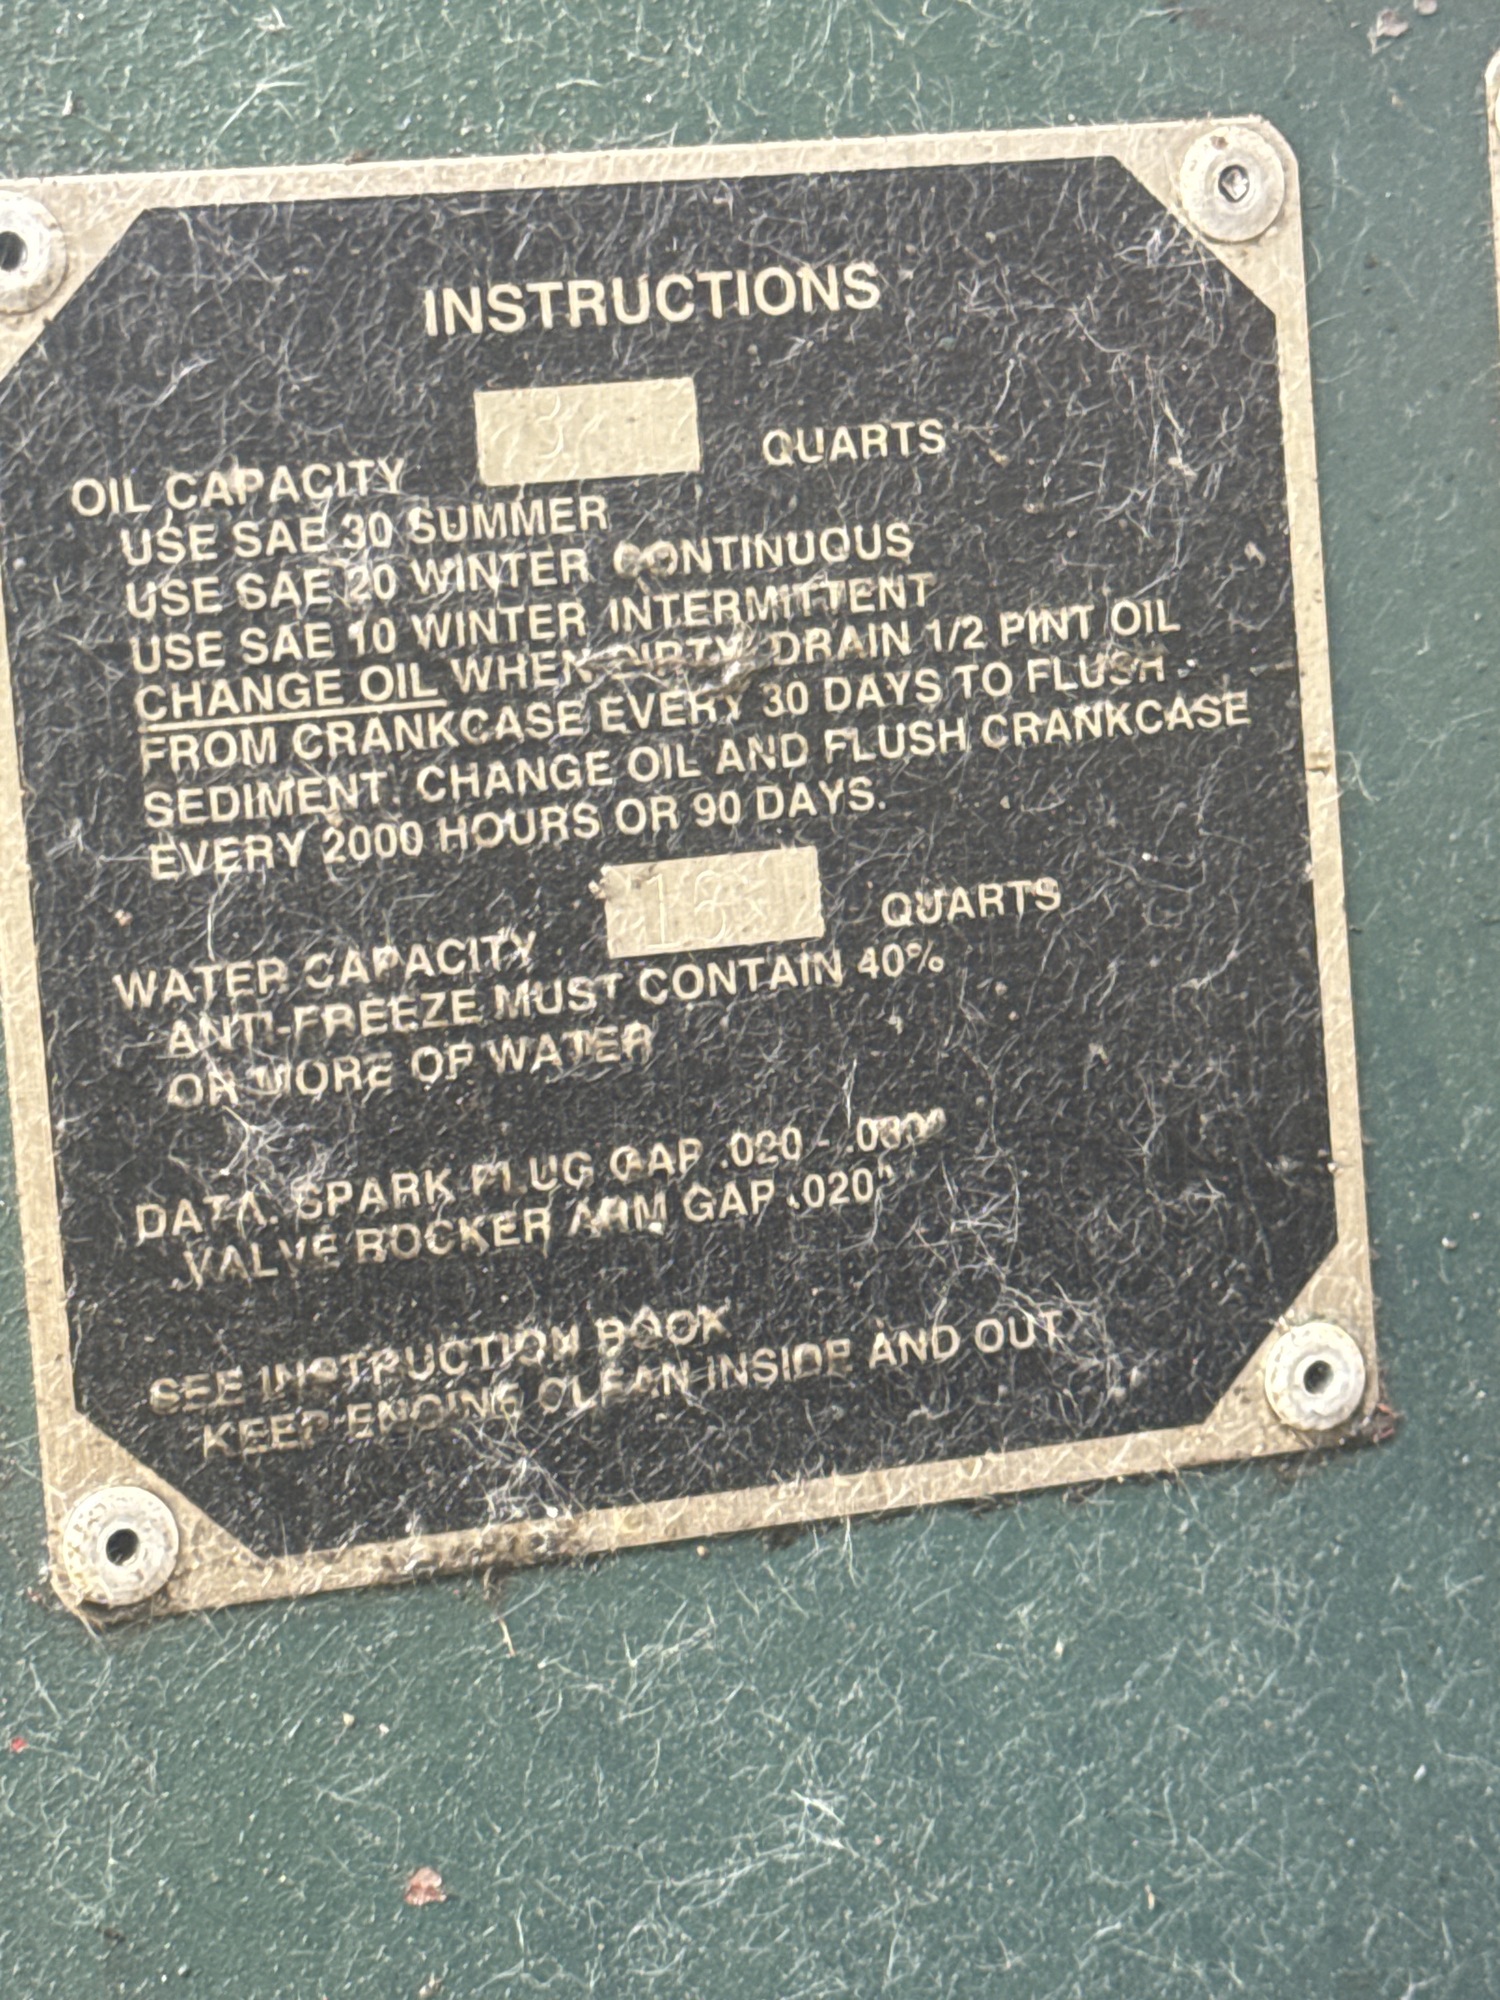 INSTRUCTIONS
OIL CAPACITY QUARTS
USE SAE 30 SUMMER
USE SAE 20 WINTER CONTINUOUS
USE SAE 10 WINTER INTERMITTENT
CHANGE OIL WHEN DIRTY. DRAIN 1/2 PINT OIL
FROM CRANKCASE EVERY 30 DAYS TO FLUSH
SEDIMENT. CHANGE OIL AND FLUSH CRANKCASE
EVERY 2000 HOURS OR 90 DAYS.
WATER CAPACITY QUARTS
ANTI-FREEZE MUST CONTAIN 40%
OR MORE OF WATER
DATA. SPARK PLUG GAP .020 - .030"
VALVE ROCKER ARM GAP .020"
SEE INSTRUCTION BOOK
KEEP ENGINE CLEAN INSIDE AND OUT